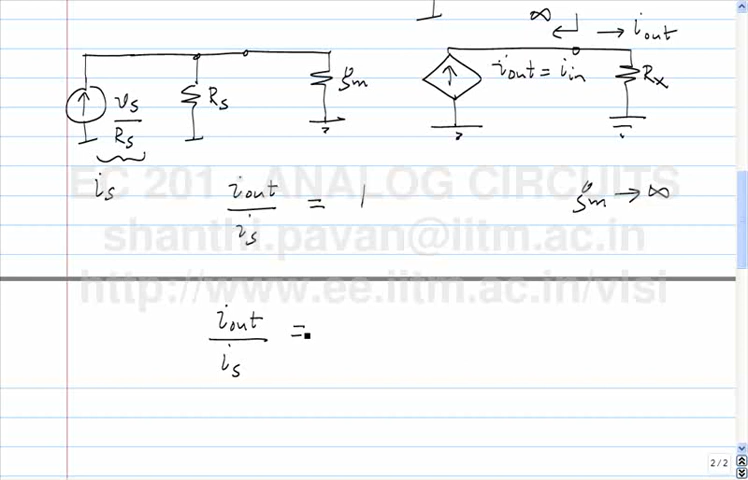 ∞ → i_out
v_s/R_s R_s g_m i_out = i_in R_x
i_s
i_out/i_s = 1 g_m → ∞
EC 201 : ANALOG CIRCUITS
shanthi.pavan@iitm.ac.in
http://www.ee.iitm.ac.in/vlsi
i_out/i_s =
2 / 2